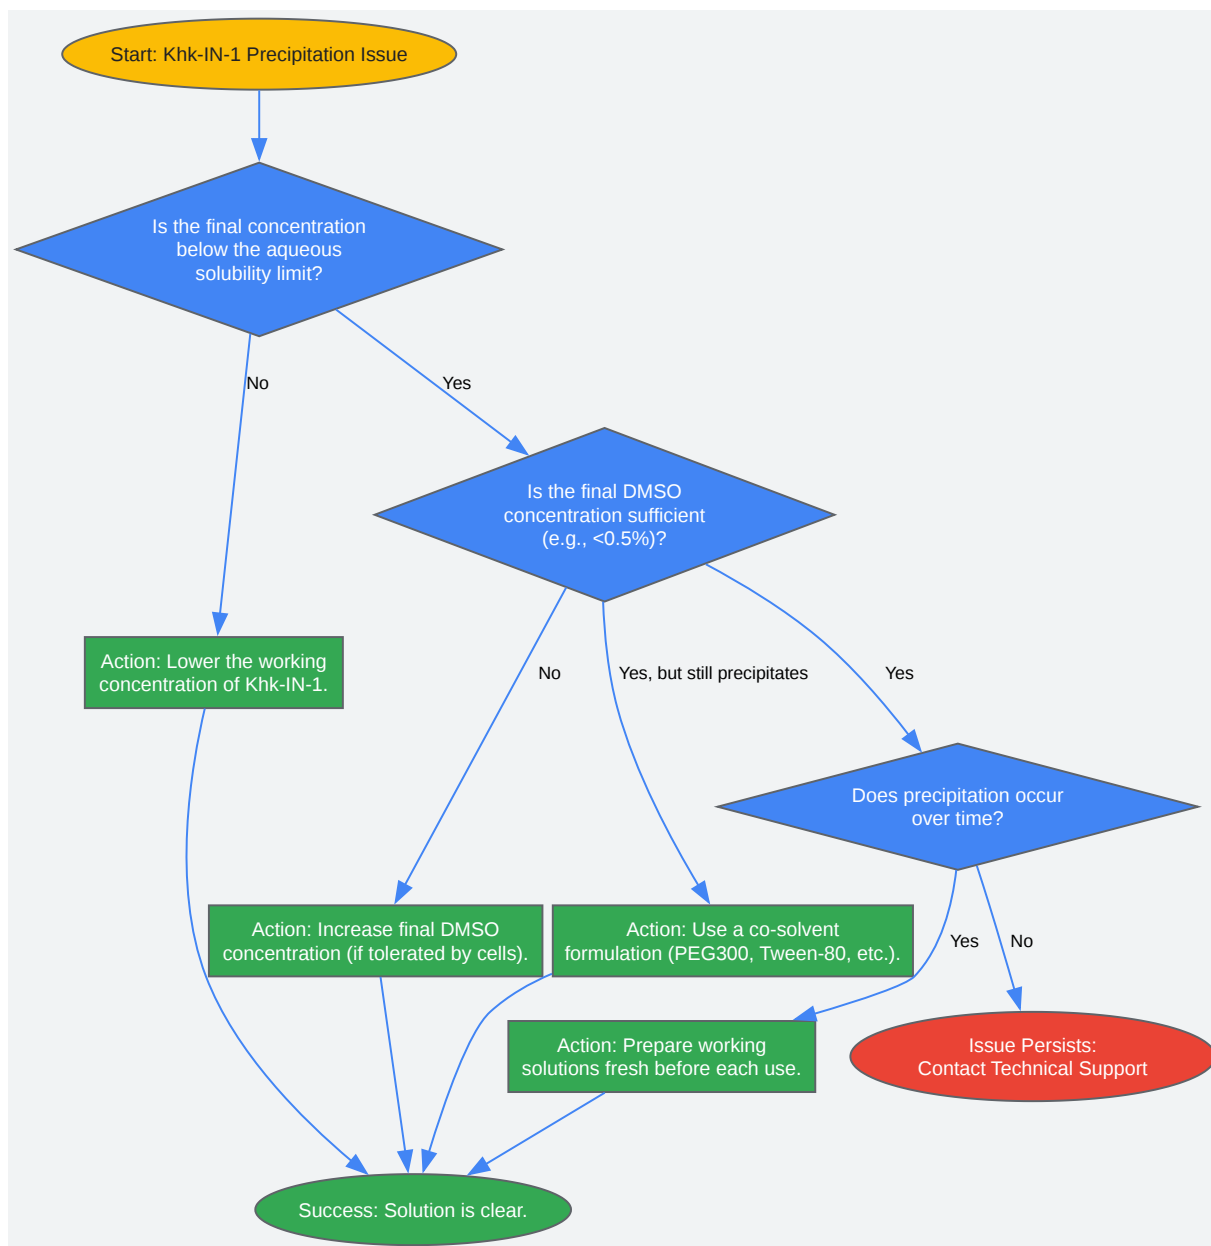 Start: Khk-IN-1 Precipitation Issue
Is the final concentration
below the aqueous
solubility limit?
No
Yes
Is the final DMSO
concentration sufficient
(e.g., <0.5%)?
Action: Lower the working
concentration of Khk-IN-1.
No
Yes, but still precipitates
Yes
Does precipitation occur
over time?
Action: Increase final DMSO
concentration (if tolerated by cells).
Action: Use a co-solvent
formulation (PEG300, Tween-80, etc.).
Yes
No
Action: Prepare working
solutions fresh before each use.
Issue Persists:
Contact Technical Support
Success: Solution is clear.